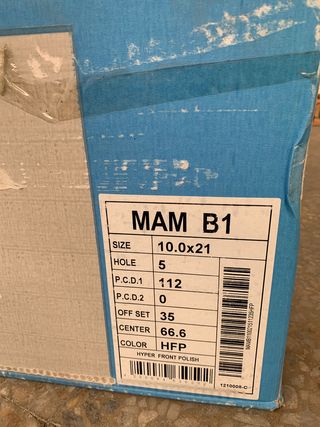 MAM B1
SIZE 10.0x21
HOLE 5
P.C.D.1 112
P.C.D.2 0
OFF SET 35
CENTER 66.6
COLOR HFP
HYPER FRONT POLISH
1210006-C